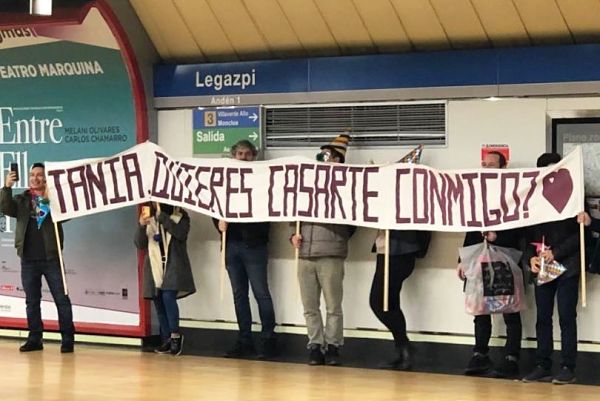 TEATRO MARQUINA
Entre
MELANI OLIVARES
CARLOS CHAMARRO
Legazpi
Andén 1
3 Villaverde Alto
Moncloa
Salida
TANIA, QUIERES CASARTE CONMIGO?